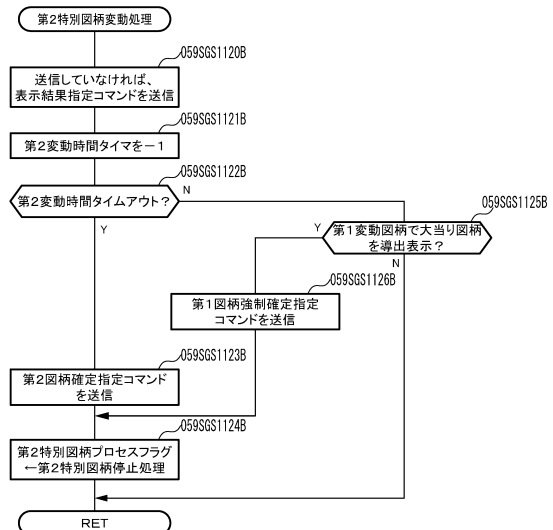 第2特別図柄変動処理
059SGS1120B
送信していなければ、
表示結果指定コマンドを送信
059SGS1121B
第2変動時間タイマを-1
059SGS1122B
第2変動時間タイムアウト?
N
Y
059SGS1125B
第1変動図柄で大当り図柄
を導出表示?
Y
N
059SGS1126B
第1図柄強制確定指定
コマンドを送信
059SGS1123B
第2図柄確定指定コマンド
を送信
059SGS1124B
第2特別図柄プロセスフラグ
←第2特別図柄停止処理
RET